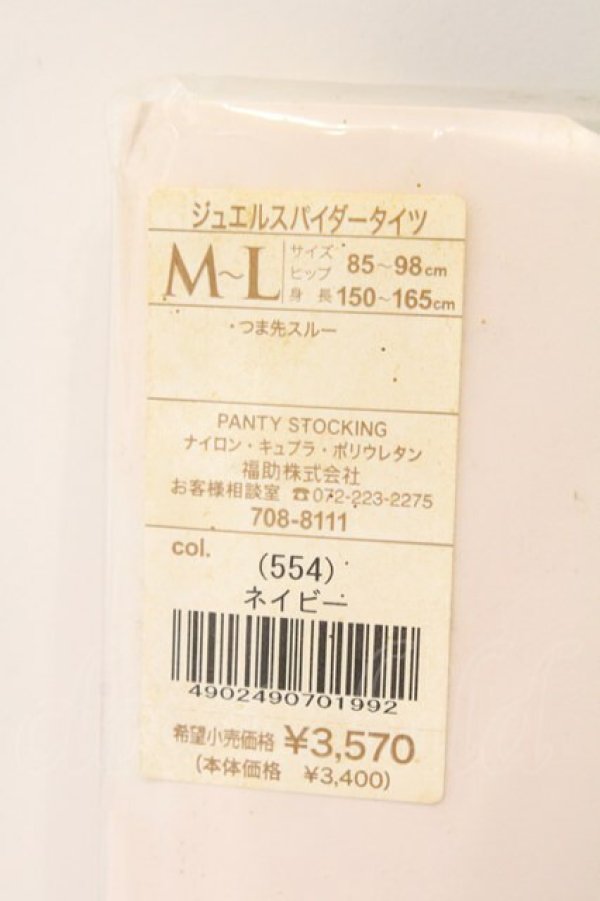 ジュエルスパイダータイツ
M~L
サイズ
ヒップ 85~98cm
身長 150~165cm
・つま先スルー
PANTY STOCKING
ナイロン・キュプラ・ポリウレタン
福助株式会社
お客様相談室 ☎072-223-2275
708-8111
col.
(554)
ネイビー
4902490701992
希望小売価格 ¥3,570
(本体価格 ¥3,400)